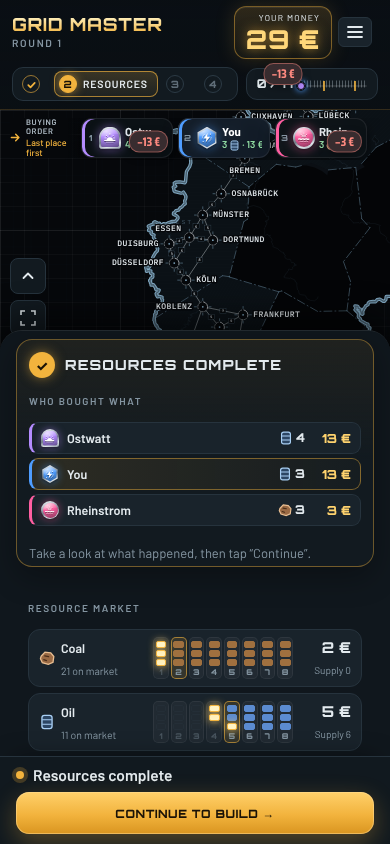 GRID MASTER
ROUND 1
YOUR MONEY
29 €
2 RESOURCES 3 4
-13 €
BUYING ORDER
Last place first
1
-13 €
2 You
3 · 13 €
3
-3 €
CUXHAVEN LÜBECK
BREMEN
OSNABRÜCK
MÜNSTER
ESSEN
DUISBURG DORTMUND
DÜSSELDORF
KÖLN
KOBLENZ
FRANKFURT
RESOURCES COMPLETE
WHO BOUGHT WHAT
Ostwatt 4 13 €
You 3 13 €
Rheinstrom 3 3 €
Take a look at what happened, then tap “Continue”.
RESOURCE MARKET
Coal
21 on market
1 2 3 4 5 6 7 8
2 €
Supply 0
Oil
11 on market
1 2 3 4 5 6 7 8
5 €
Supply 6
Resources complete
CONTINUE TO BUILD →